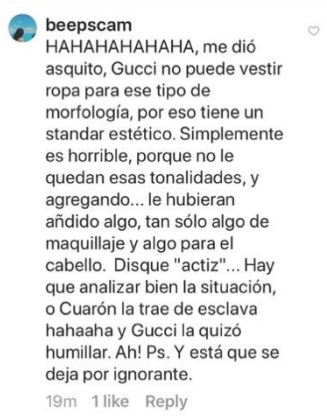 beepscam
HAHAHAHAHAHA, me dió
asquito, Gucci no puede vestir
ropa para ese tipo de
morfología, por eso tiene un
standar estético. Simplemente
es horrible, porque no le
quedan esas tonalidades, y
agregando... le hubieran
añdido algo, tan sólo algo de
maquillaje y algo para el
cabello.  Disque "actiz"... Hay
que analizar bien la situación,
o Cuarón la trae de esclava
hahaaha y Gucci la quizó
humillar. Ah! Ps. Y está que se
deja por ignorante.
19m 1 like Reply